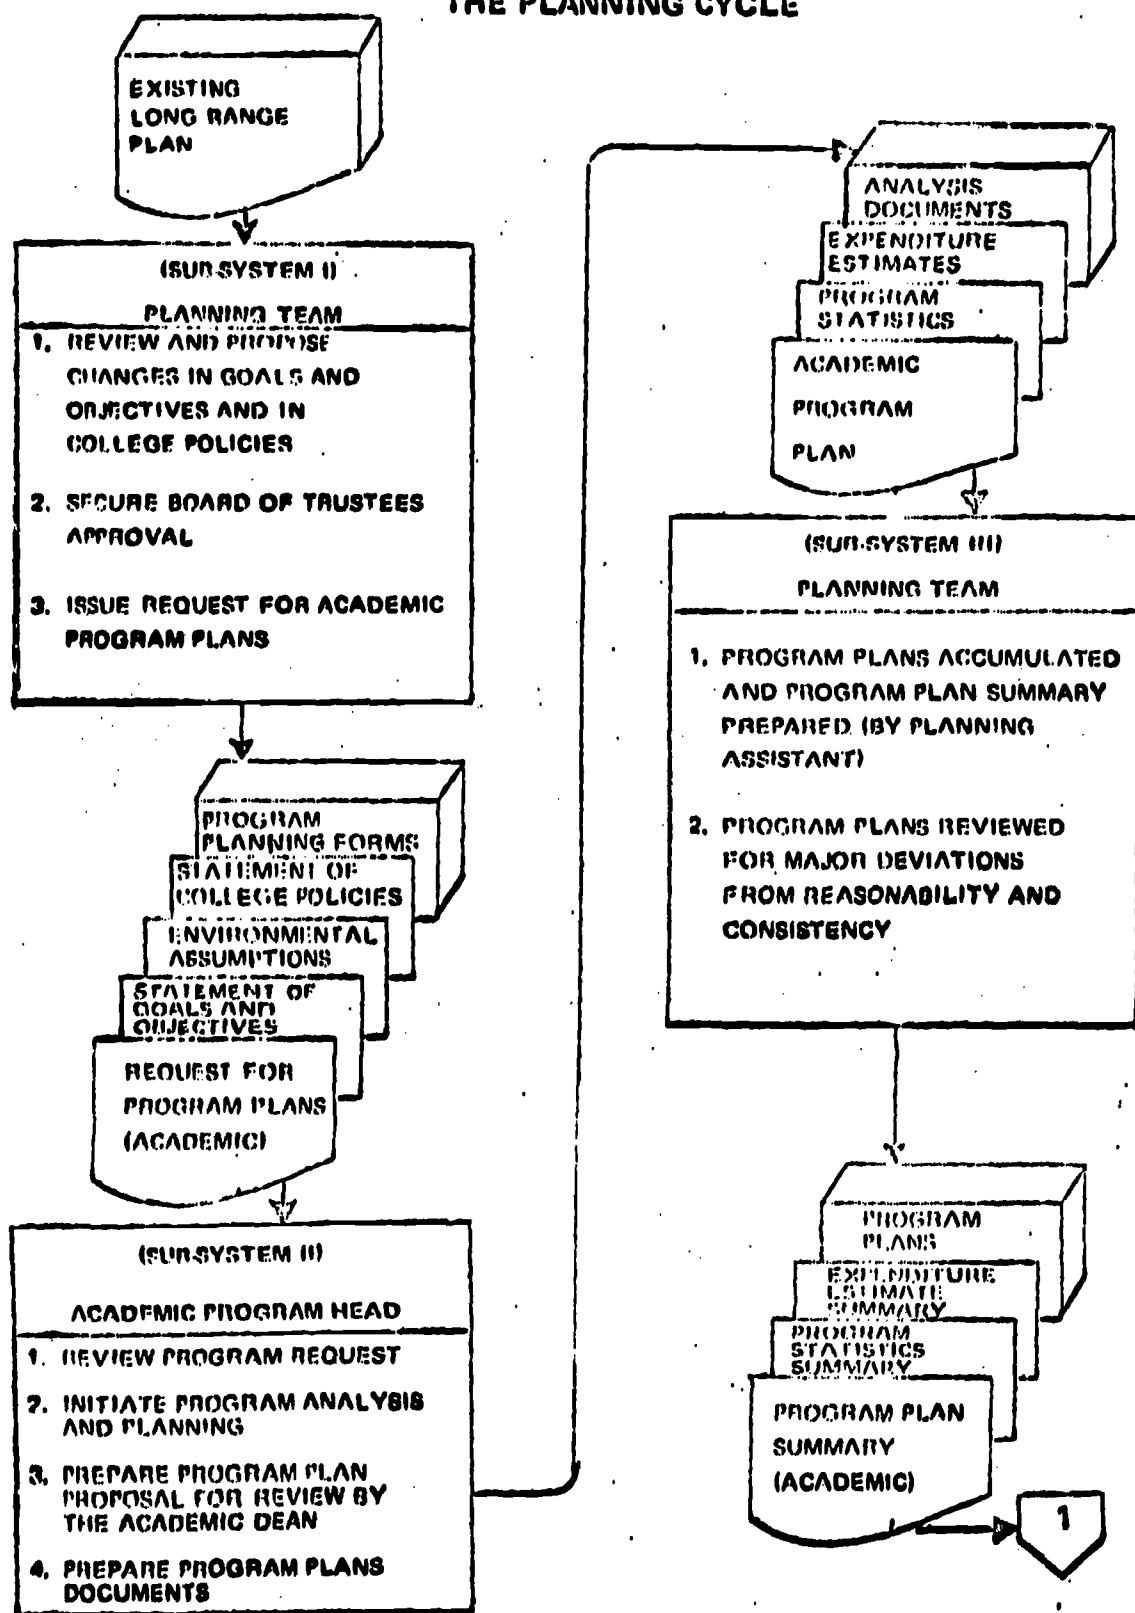 THE PLANNING CYCLE
EXISTING
LONG RANGE
PLAN
(SUB-SYSTEM I)
PLANNING TEAM
1. REVIEW AND PROPOSE
CHANGES IN GOALS AND
OBJECTIVES AND IN
COLLEGE POLICIES
2. SECURE BOARD OF TRUSTEES
APPROVAL
3. ISSUE REQUEST FOR ACADEMIC
PROGRAM PLANS
PROGRAM
PLANNING FORMS
STATEMENT OF
COLLEGE POLICIES
ENVIRONMENTAL
ASSUMPTIONS
STATEMENT OF
GOALS AND
OBJECTIVES
REQUEST FOR
PROGRAM PLANS
(ACADEMIC)
(SUB-SYSTEM II)
ACADEMIC PROGRAM HEAD
1. REVIEW PROGRAM REQUEST
2. INITIATE PROGRAM ANALYSIS
AND PLANNING
3. PREPARE PROGRAM PLAN
PROPOSAL FOR REVIEW BY
THE ACADEMIC DEAN
4. PREPARE PROGRAM PLANS
DOCUMENTS
ANALYSIS
DOCUMENTS
EXPENDITURE
ESTIMATES
PROGRAM
STATISTICS
ACADEMIC
PROGRAM
PLAN
(SUB-SYSTEM III)
PLANNING TEAM
1. PROGRAM PLANS ACCUMULATED
AND PROGRAM PLAN SUMMARY
PREPARED (BY PLANNING
ASSISTANT)
2. PROGRAM PLANS REVIEWED
FOR MAJOR DEVIATIONS
FROM REASONABILITY AND
CONSISTENCY
PROGRAM
PLANS
EXPENDITURE
ESTIMATE
SUMMARY
PROGRAM
STATISTICS
SUMMARY
PROGRAM PLAN
SUMMARY
(ACADEMIC)
1